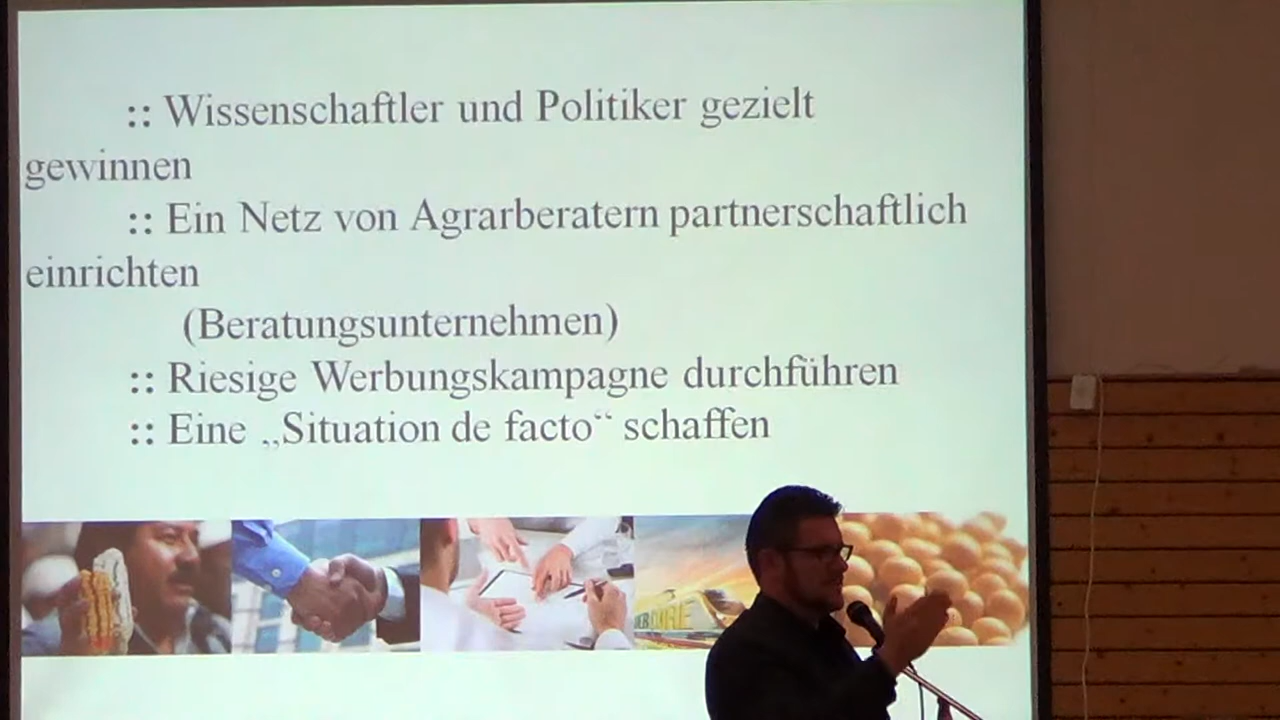 :: Wissenschaftler und Politiker gezielt
gewinnen
:: Ein Netz von Agrarberatern partnerschaftlich
einrichten
(Beratungsunternehmen)
:: Riesige Werbungskampagne durchführen
:: Eine „Situation de facto“ schaffen